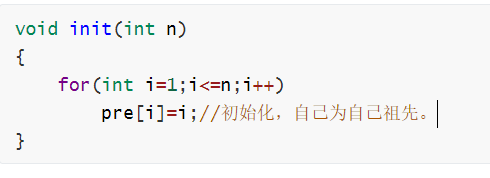 void init(int n)
{
for(int i=1;i<=n;i++)
pre[i]=i;//初始化，自己为自己祖先。
}